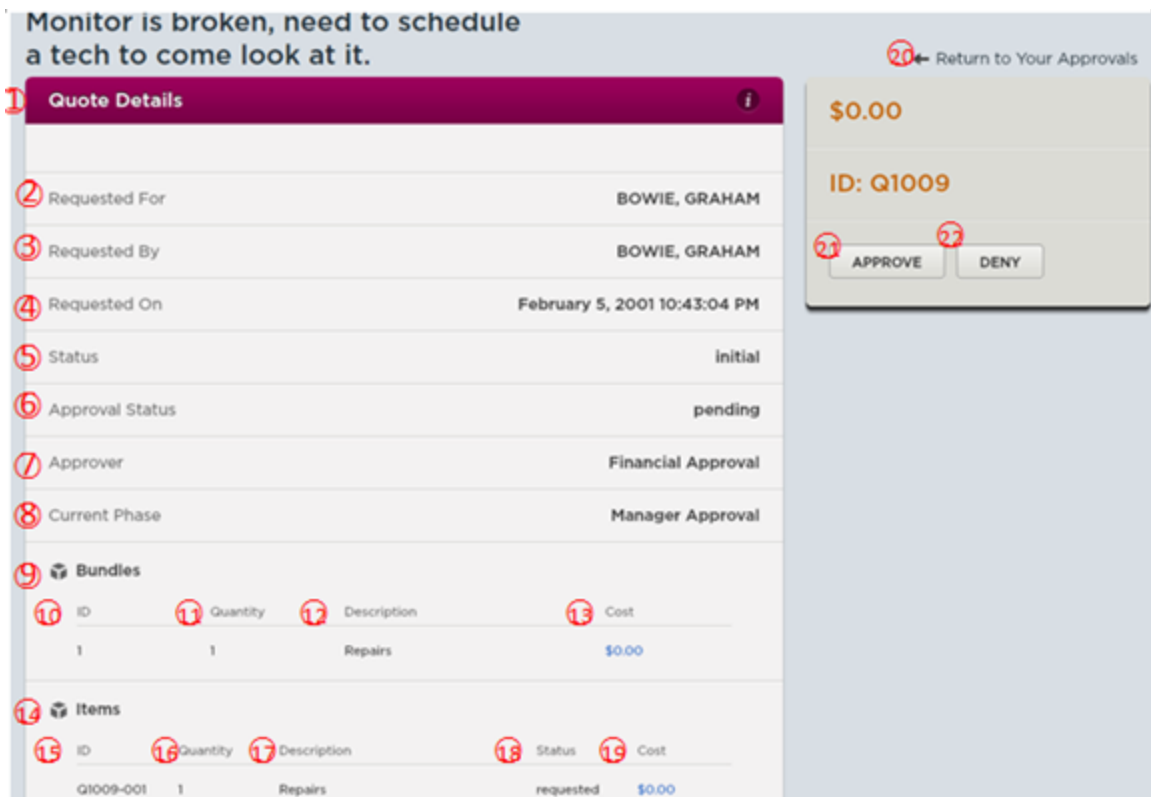 Monitor is broken, need to schedule
a tech to come look at it.
20 Return to Your Approvals
1 Quote Details i
$0.00
ID: Q1009
21 APPROVE 22 DENY
2 Requested For BOWIE, GRAHAM
3 Requested By BOWIE, GRAHAM
4 Requested On February 5, 2001 10:43:04 PM
5 Status initial
6 Approval Status pending
7 Approver Financial Approval
8 Current Phase Manager Approval
9 Bundles
10 ID 11 Quantity 12 Description 13 Cost
1 1 Repairs $0.00
14 Items
15 ID 16 Quantity 17 Description 18 Status 19 Cost
Q1009-001 1 Repairs requested $0.00